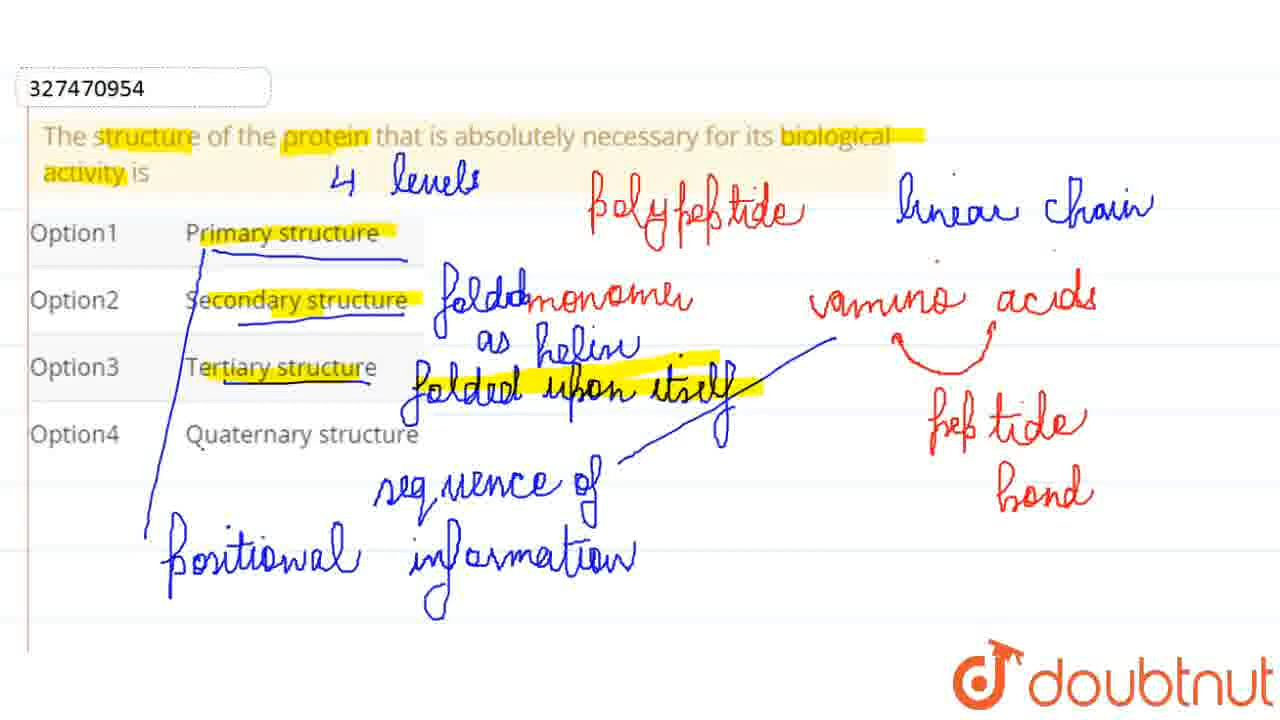 327470954
The structure of the protein that is absolutely necessary for its biological
activity is
4 levels
polypeptide
linear chain
Option1 Primary structure
Option2 Secondary structure
folded
monomer
amino acids
as helix
Option3 Tertiary structure
folded upon itself
Option4 Quaternary structure
peptide
bond
sequence of
positional information
doubtnut